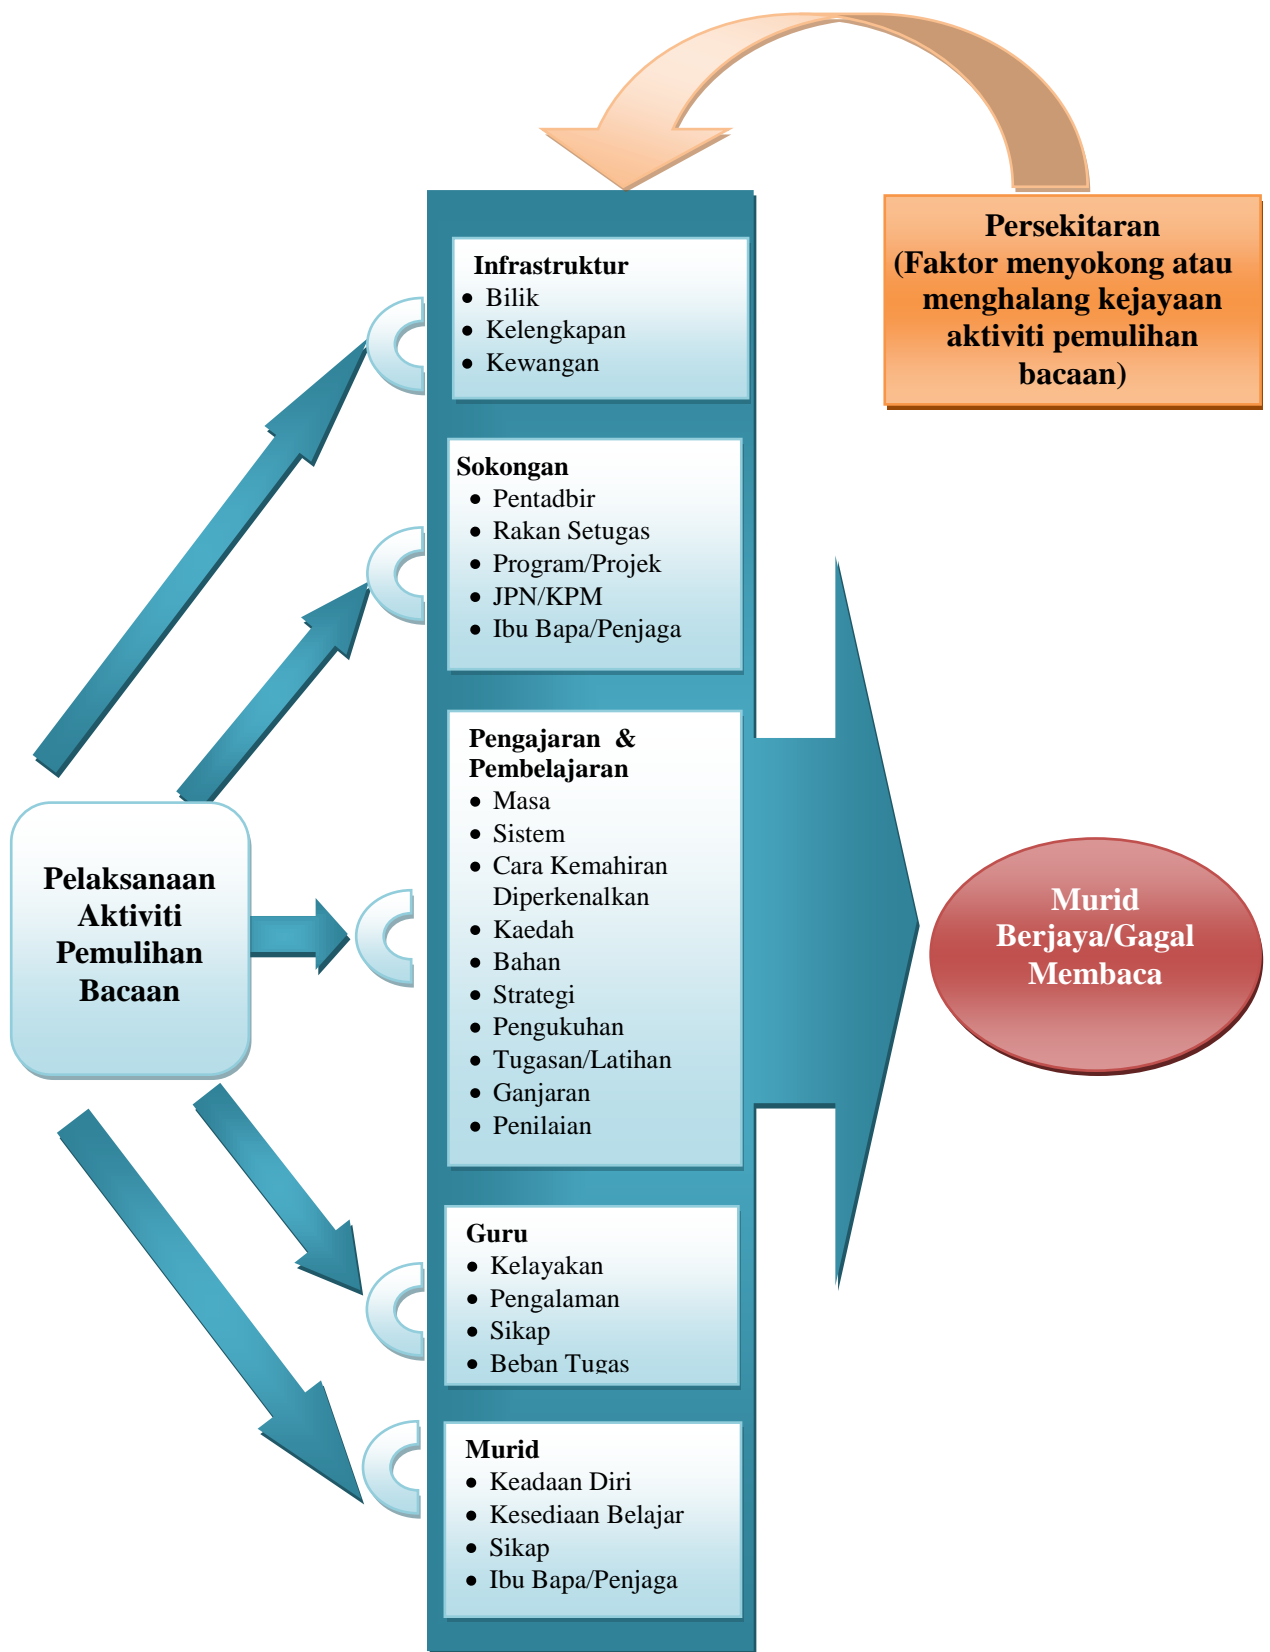 Persekitaran
(Faktor menyokong atau
menghalang kejayaan
aktiviti pemulihan
bacaan)
Infrastruktur
• Bilik
• Kelengkapan
• Kewangan
Sokongan
• Pentadbir
• Rakan Setugas
• Program/Projek
• JPN/KPM
• Ibu Bapa/Penjaga
Pengajaran &
Pembelajaran
• Masa
• Sistem
• Cara Kemahiran
Diperkenalkan
• Kaedah
• Bahan
• Strategi
• Pengukuhan
• Tugasan/Latihan
• Ganjaran
• Penilaian
Pelaksanaan
Aktiviti
Pemulihan
Bacaan
Murid
Berjaya/Gagal
Membaca
Guru
• Kelayakan
• Pengalaman
• Sikap
• Beban Tugas
Murid
• Keadaan Diri
• Kesediaan Belajar
• Sikap
• Ibu Bapa/Penjaga